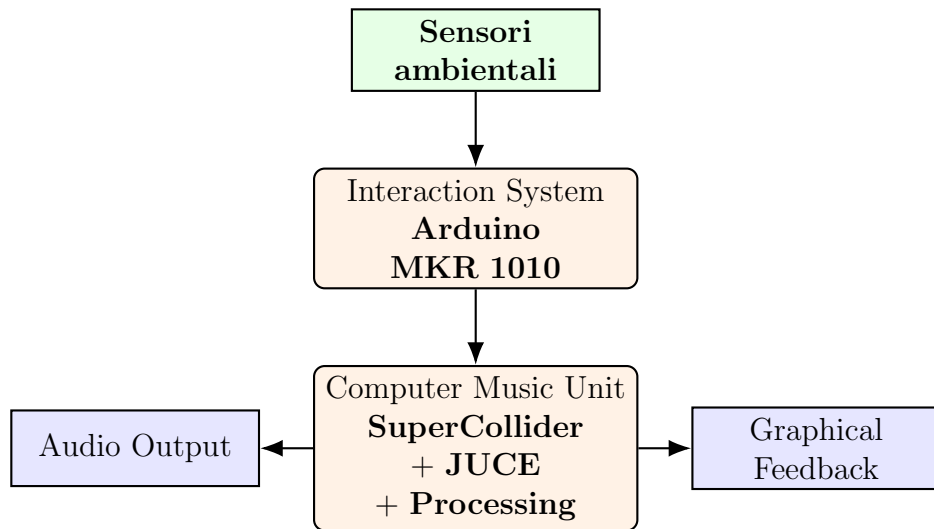 Sensori
ambientali
Interaction System
Arduino
MKR 1010
Computer Music Unit
SuperCollider
+ JUCE
+ Processing
Audio Output
Graphical
Feedback